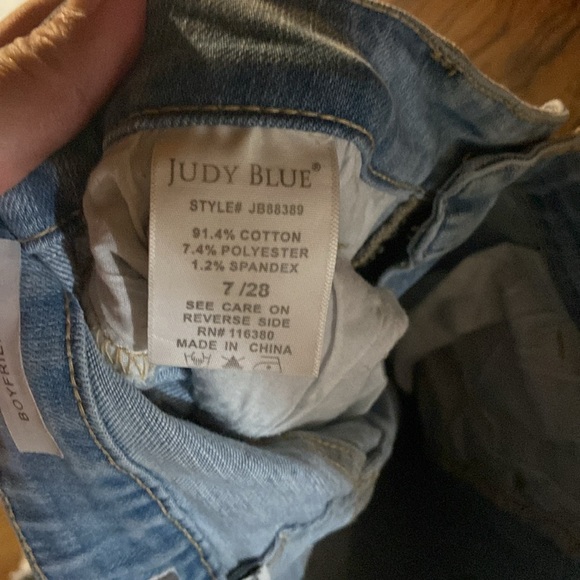 JUDY BLUE®
STYLE# JB88389
91.4% COTTON
7.4% POLYESTER
1.2% SPANDEX
7 /28
SEE CARE ON
REVERSE SIDE
RN# 116380
MADE IN CHINA